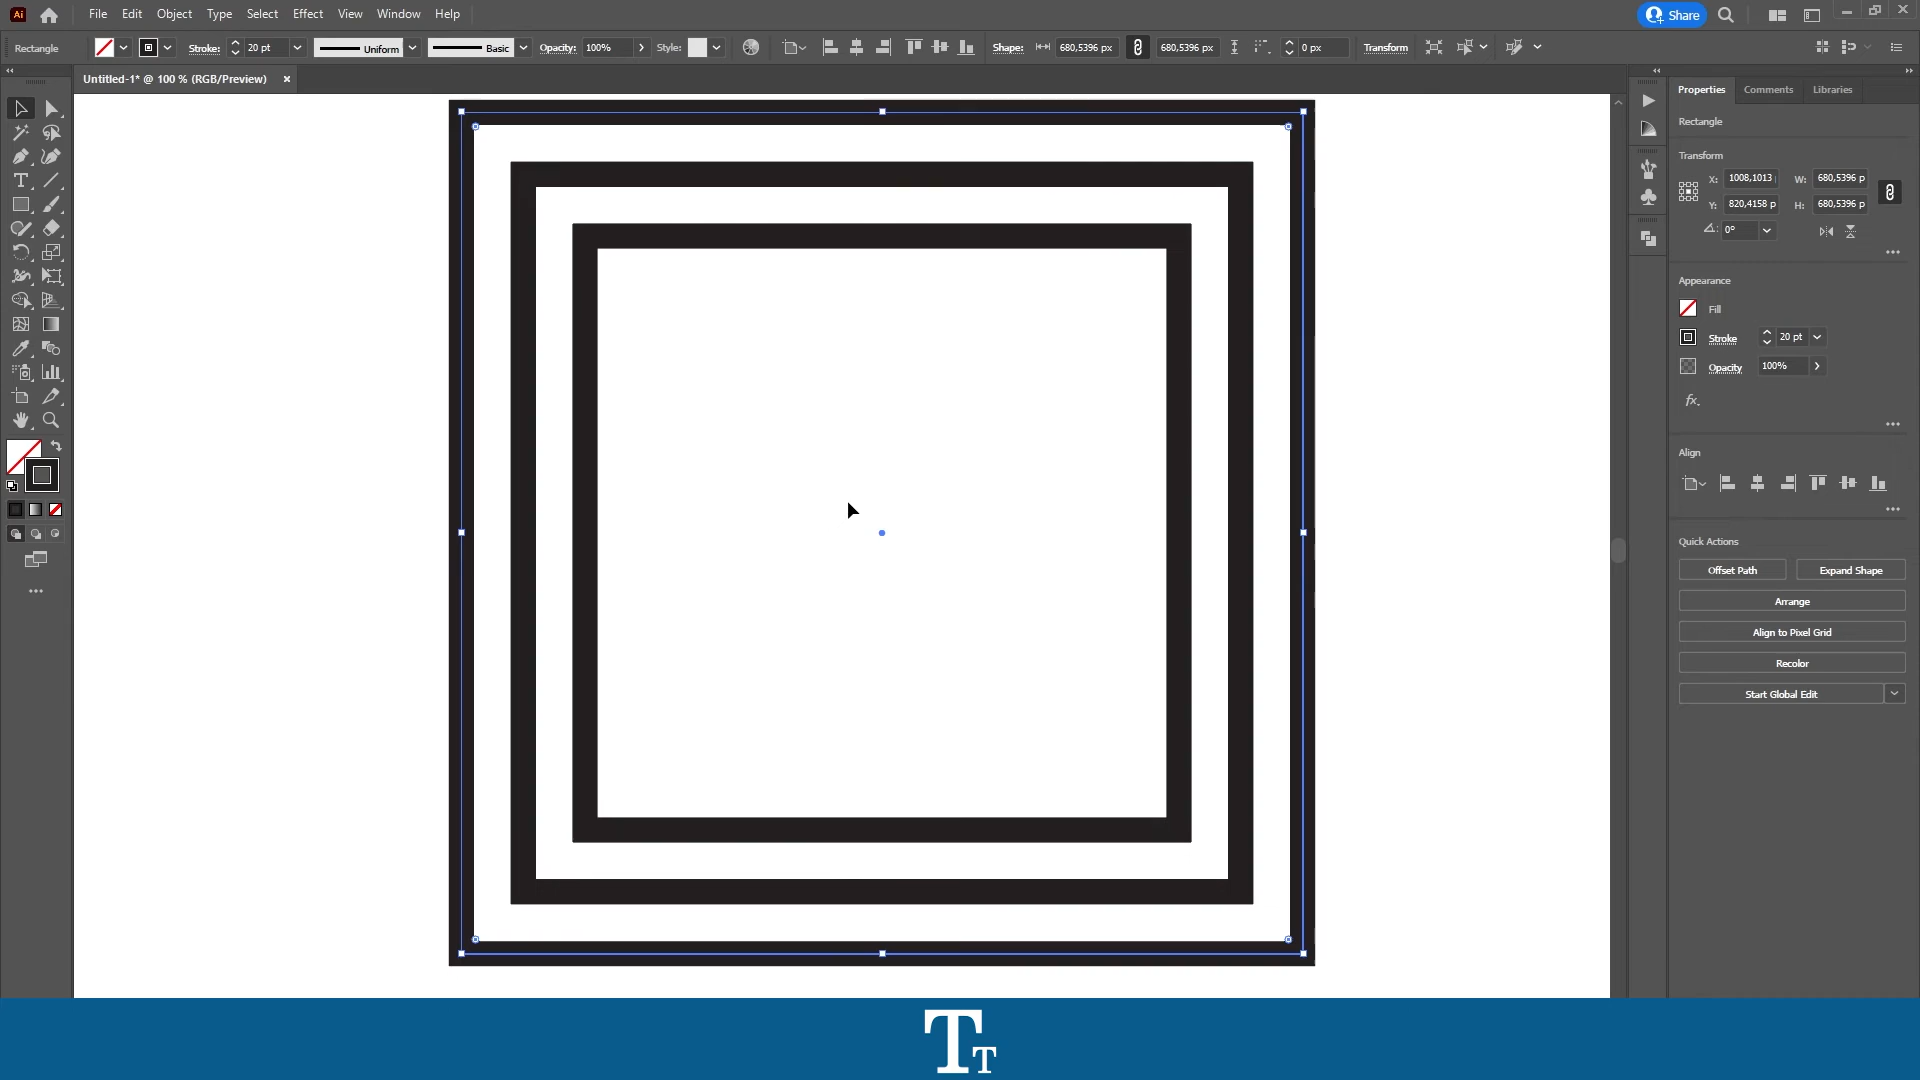 Ai File Edit Object Type Select Effect View Window Help Share
Rectangle Stroke: 20 pt Uniform Basic Opacity: 100% Style: Shape: 680,5396 px 680,5396 px 0 px Transform
Untitled-1* @ 100 % (RGB/Preview)
Properties Comments Libraries
Rectangle
Transform
X: 1008,1013 W: 680,5396 p
Y: 820,4158 p H: 680,5396 p
0°
Appearance
Fill
Stroke 20 pt
Opacity 100%
fx.
Align
Quick Actions
Offset Path Expand Shape
Arrange
Align to Pixel Grid
Recolor
Start Global Edit
TT